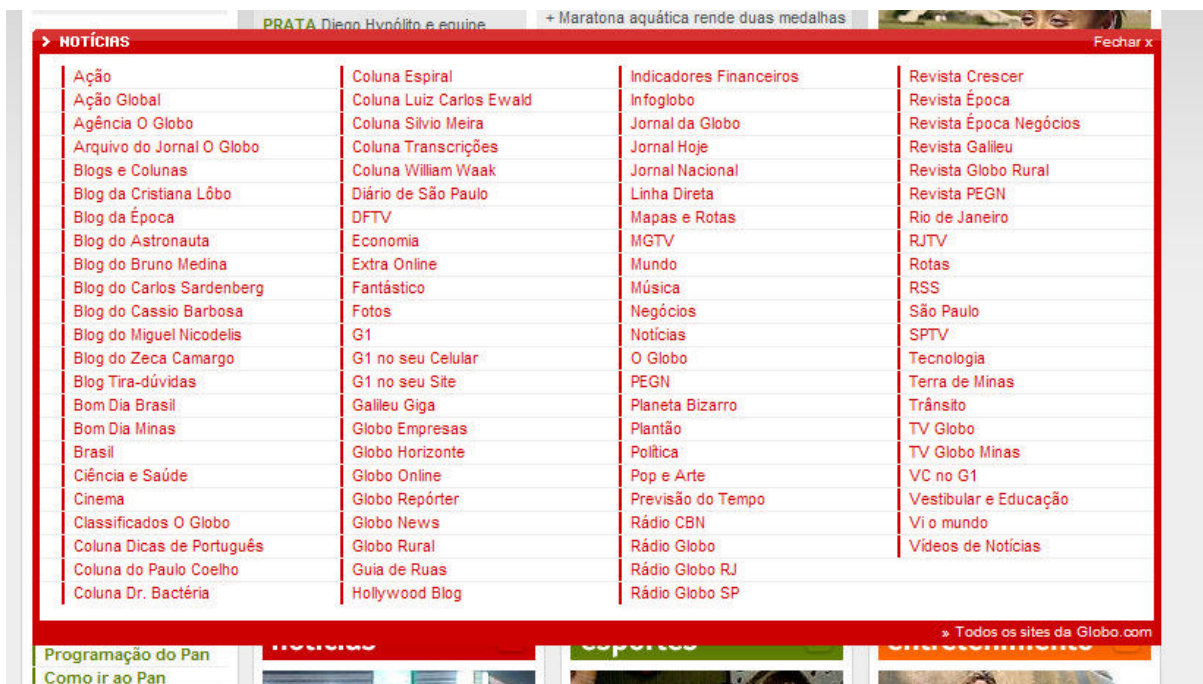 PRATA Diego Hypólito e equipe
+ Maratona aquática rende duas medalhas
> NOTÍCIAS
Fechar x
Ação
Ação Global
Agência O Globo
Arquivo do Jornal O Globo
Blogs e Colunas
Blog da Cristiana Lôbo
Blog da Época
Blog do Astronauta
Blog do Bruno Medina
Blog do Carlos Sardenberg
Blog do Cassio Barbosa
Blog do Miguel Nicodelis
Blog do Zeca Camargo
Blog Tira-dúvidas
Bom Dia Brasil
Bom Dia Minas
Brasil
Ciência e Saúde
Cinema
Classificados O Globo
Coluna Dicas de Português
Coluna do Paulo Coelho
Coluna Dr. Bactéria
Coluna Espiral
Coluna Luiz Carlos Ewald
Coluna Silvio Meira
Coluna Transcrições
Coluna William Waak
Diário de São Paulo
DFTV
Economia
Extra Online
Fantástico
Fotos
G1
G1 no seu Celular
G1 no seu Site
Galileu Giga
Globo Empresas
Globo Horizonte
Globo Online
Globo Repórter
Globo News
Globo Rural
Guia de Ruas
Hollywood Blog
Indicadores Financeiros
Infoglobo
Jornal da Globo
Jornal Hoje
Jornal Nacional
Linha Direta
Mapas e Rotas
MGTV
Mundo
Música
Negócios
Notícias
O Globo
PEGN
Planeta Bizarro
Plantão
Política
Pop e Arte
Previsão do Tempo
Rádio CBN
Rádio Globo
Rádio Globo RJ
Rádio Globo SP
Revista Crescer
Revista Época
Revista Época Negócios
Revista Galileu
Revista Globo Rural
Revista PEGN
Rio de Janeiro
RJTV
Rotas
RSS
São Paulo
SPTV
Tecnologia
Terra de Minas
Trânsito
TV Globo
TV Globo Minas
VC no G1
Vestibular e Educação
Vi o mundo
Vídeos de Notícias
» Todos os sites da Globo.com
Programação do Pan
Como ir ao Pan
notícias
esportes
entretenimento